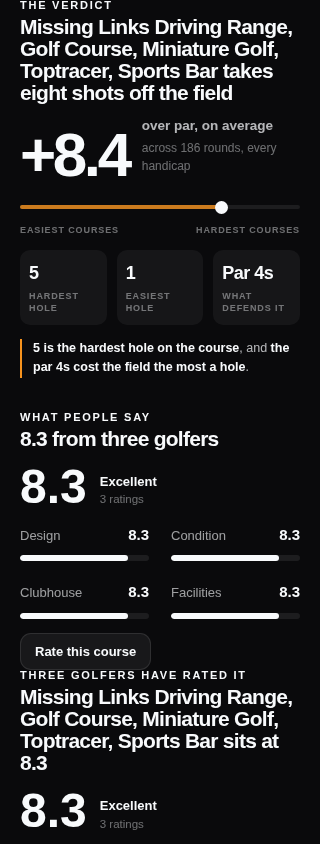 THE VERDICT
Missing Links Driving Range,
Golf Course, Miniature Golf,
Toptracer, Sports Bar takes
eight shots off the field
+8.4
over par, on average
across 186 rounds, every
handicap
EASIEST COURSES
HARDEST COURSES
5
HARDEST
HOLE
1
EASIEST
HOLE
Par 4s
WHAT
DEFENDS IT
5 is the hardest hole on the course, and the
par 4s cost the field the most a hole.
WHAT PEOPLE SAY
8.3 from three golfers
8.3
Excellent
3 ratings
Design 8.3
Condition 8.3
Clubhouse 8.3
Facilities 8.3
Rate this course
THREE GOLFERS HAVE RATED IT
Missing Links Driving Range,
Golf Course, Miniature Golf,
Toptracer, Sports Bar sits at
8.3
8.3
Excellent
3 ratings